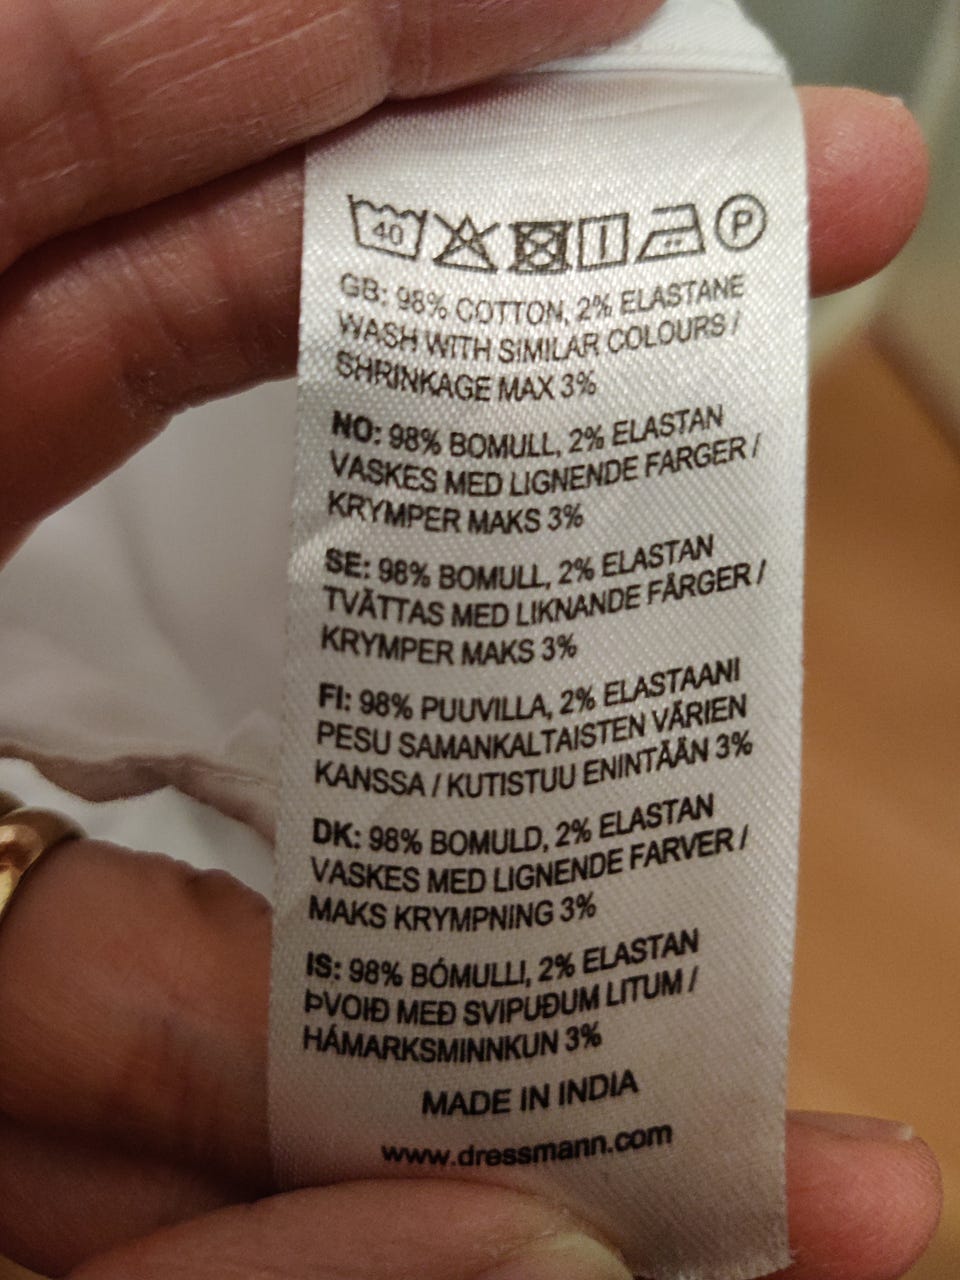 40 P
GB: 98% COTTON, 2% ELASTANE
WASH WITH SIMILAR COLOURS /
SHRINKAGE MAX 3%
NO: 98% BOMULL, 2% ELASTAN
VASKES MED LIGNENDE FARGER /
KRYMPER MAKS 3%
SE: 98% BOMULL, 2% ELASTAN
TVÄTTAS MED LIKNANDE FÄRGER /
KRYMPER MAKS 3%
FI: 98% PUUVILLA, 2% ELASTAANI
PESU SAMANKALTAISTEN VÄRIEN
KANSSA / KUTISTUU ENINTÄÄN 3%
DK: 98% BOMULD, 2% ELASTAN
VASKES MED LIGNENDE FARVER /
MAKS KRYMPNING 3%
IS: 98% BÓMULLI, 2% ELASTAN
ÞVOIÐ MEÐ SVIPUÐUM LITUM /
HÁMARKSMINNKUN 3%
MADE IN INDIA
www.dressmann.com